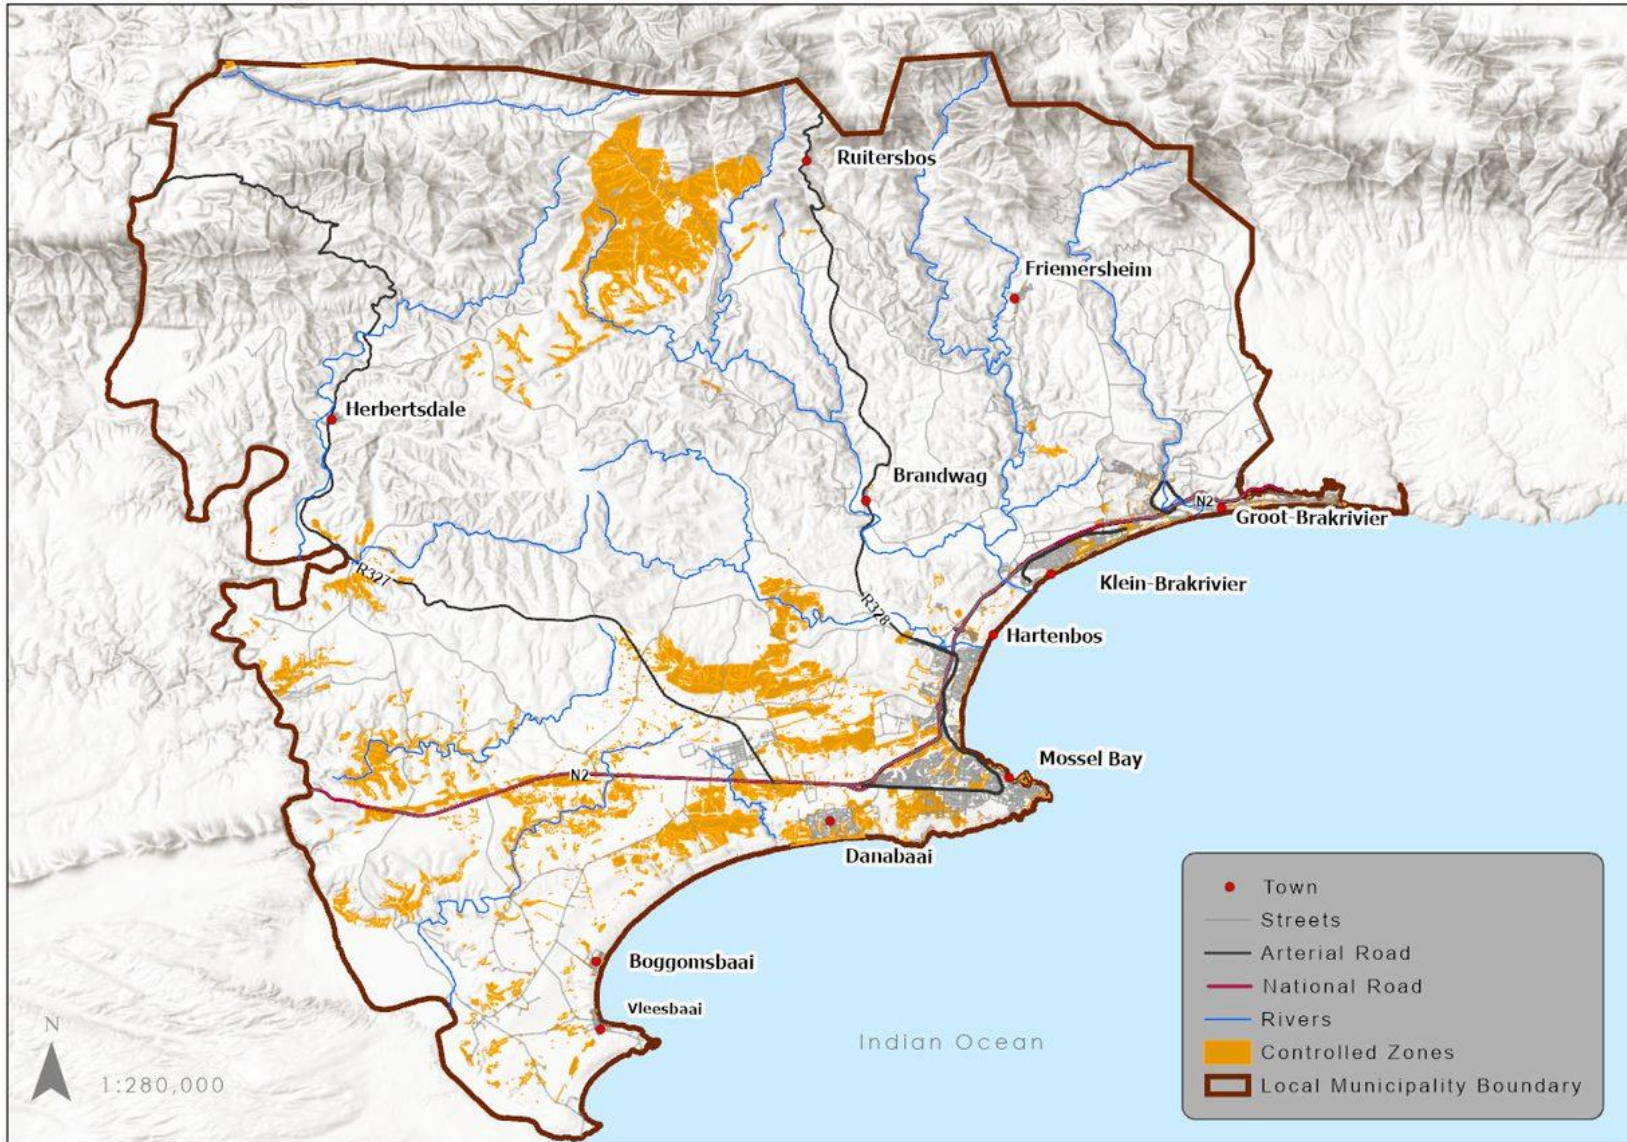 Ruitersbos
Friemersheim
Herbertsdale
Brandwag
N2
Groot-Brakrivier
R327
Klein-Brakrivier
R328
Hartenbos
Mossel Bay
N2
Danabaai
Boggomsbaai
Vleesbaai
Indian Ocean
N
1:280,000
Town
Streets
Arterial Road
National Road
Rivers
Controlled Zones
Local Municipality Boundary